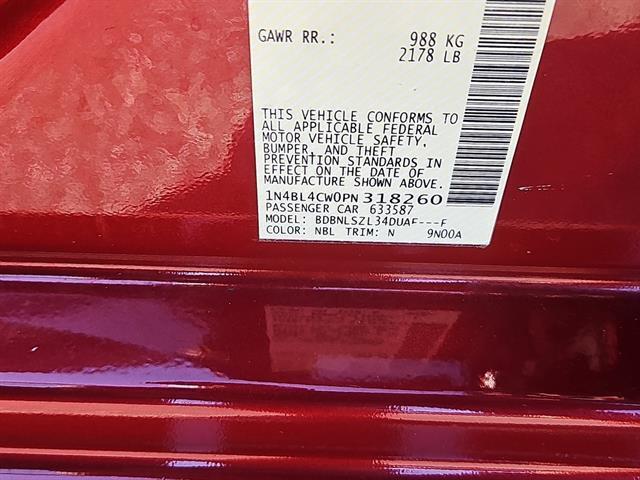 GAWR RR.: 988 KG
2178 LB
THIS VEHICLE CONFORMS TO
ALL APPLICABLE FEDERAL
MOTOR VEHICLE SAFETY,
BUMPER, AND THEFT
PREVENTION STANDARDS IN
EFFECT ON THE DATE OF
MANUFACTURE SHOWN ABOVE.
1N4BL4CW0PN318260
PASSENGER CAR 633587
MODEL: BDBNLSZL34DUAF---F
COLOR: NBL TRIM: N 9N00A